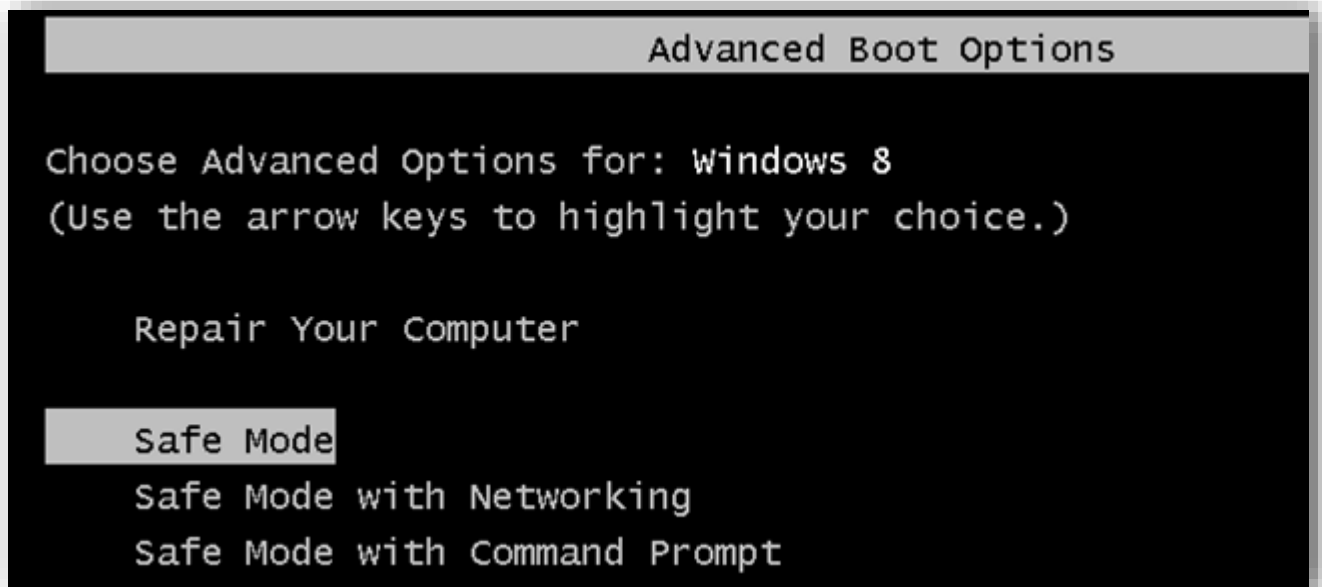 Advanced Boot Options
Choose Advanced Options for: Windows 8
(Use the arrow keys to highlight your choice.)
Repair Your Computer
Safe Mode
Safe Mode with Networking
Safe Mode with Command Prompt